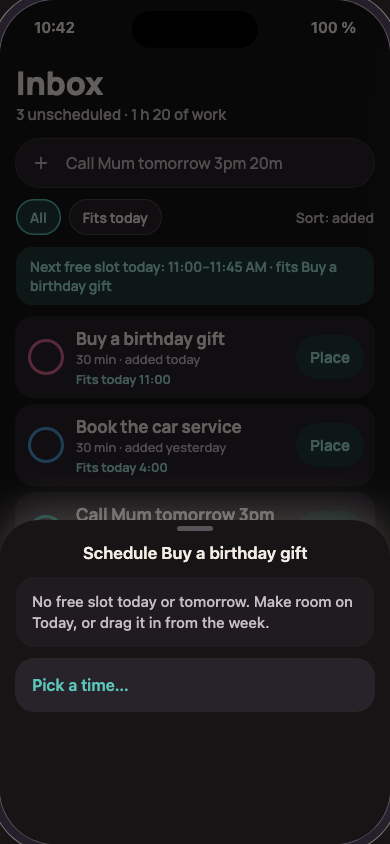 10:42
100 %
Inbox
3 unscheduled · 1 h 20 of work
+ Call Mum tomorrow 3pm 20m
All
Fits today
Sort: added
Next free slot today: 11:00–11:45 AM · fits Buy a
birthday gift
Buy a birthday gift
30 min · added today
Fits today 11:00
Place
Book the car service
30 min · added yesterday
Fits today 4:00
Place
Call Mum tomorrow 3pm
Schedule Buy a birthday gift
No free slot today or tomorrow. Make room on
Today, or drag it in from the week.
Pick a time...